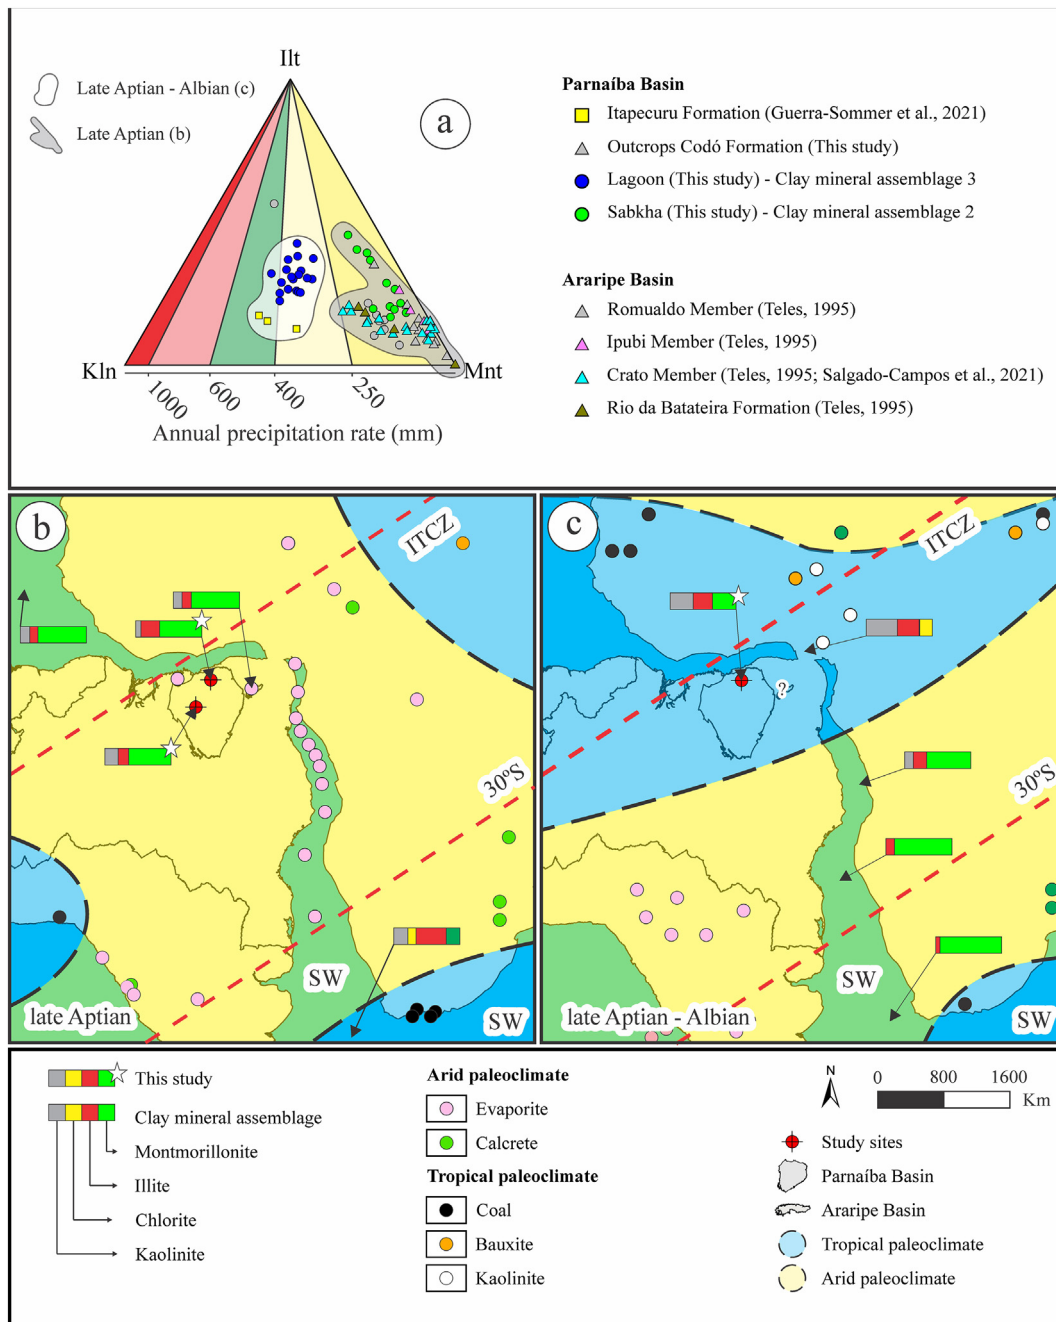 Ilt
Late Aptian - Albian (c)
Late Aptian (b)
a
Kln
Mnt
1000
600
400
250
Annual precipitation rate (mm)
Parnaíba Basin
Itapecuru Formation (Guerra-Sommer et al., 2021)
Outcrops Codó Formation (This study)
Lagoon (This study) - Clay mineral assemblage 3
Sabkha (This study) - Clay mineral assemblage 2
Araripe Basin
Romualdo Member (Teles, 1995)
Ipubi Member (Teles, 1995)
Crato Member (Teles, 1995; Salgado-Campos et al., 2021)
Rio da Batateira Formation (Teles, 1995)
b
ITCZ
30ºS
SW
SW
late Aptian
c
ITCZ
?
30ºS
SW
SW
late Aptian - Albian
This study
Clay mineral assemblage
Montmorillonite
Illite
Chlorite
Kaolinite
Arid paleoclimate
Evaporite
Calcrete
Tropical paleoclimate
Coal
Bauxite
Kaolinite
N
0 800 1600
Km
Study sites
Parnaíba Basin
Araripe Basin
Tropical paleoclimate
Arid paleoclimate